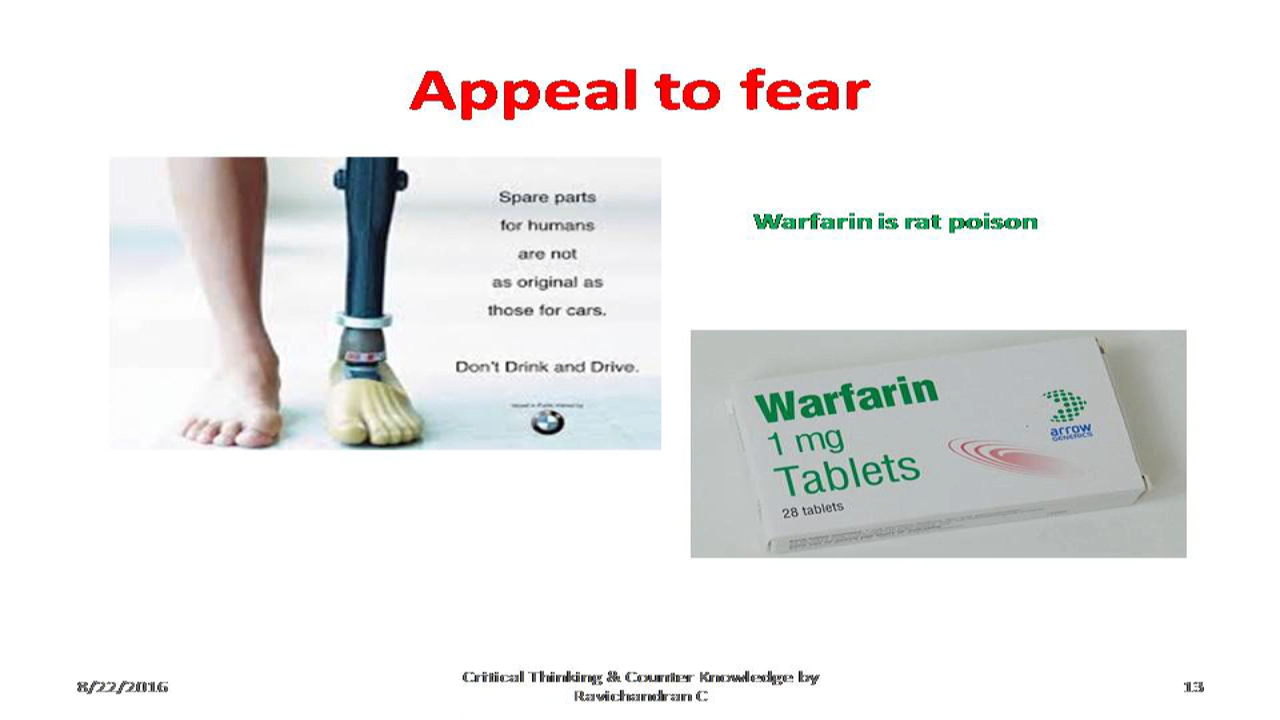 Appeal to fear
Spare parts
for humans
are not
as original as
those for cars.
Don't Drink and Drive.
Warfarin is rat poison
Warfarin
1 mg
Tablets
28 tablets
arrow
GENERICS
8/22/2016
Critical Thinking & Counter Knowledge by
Ravichandran C
13